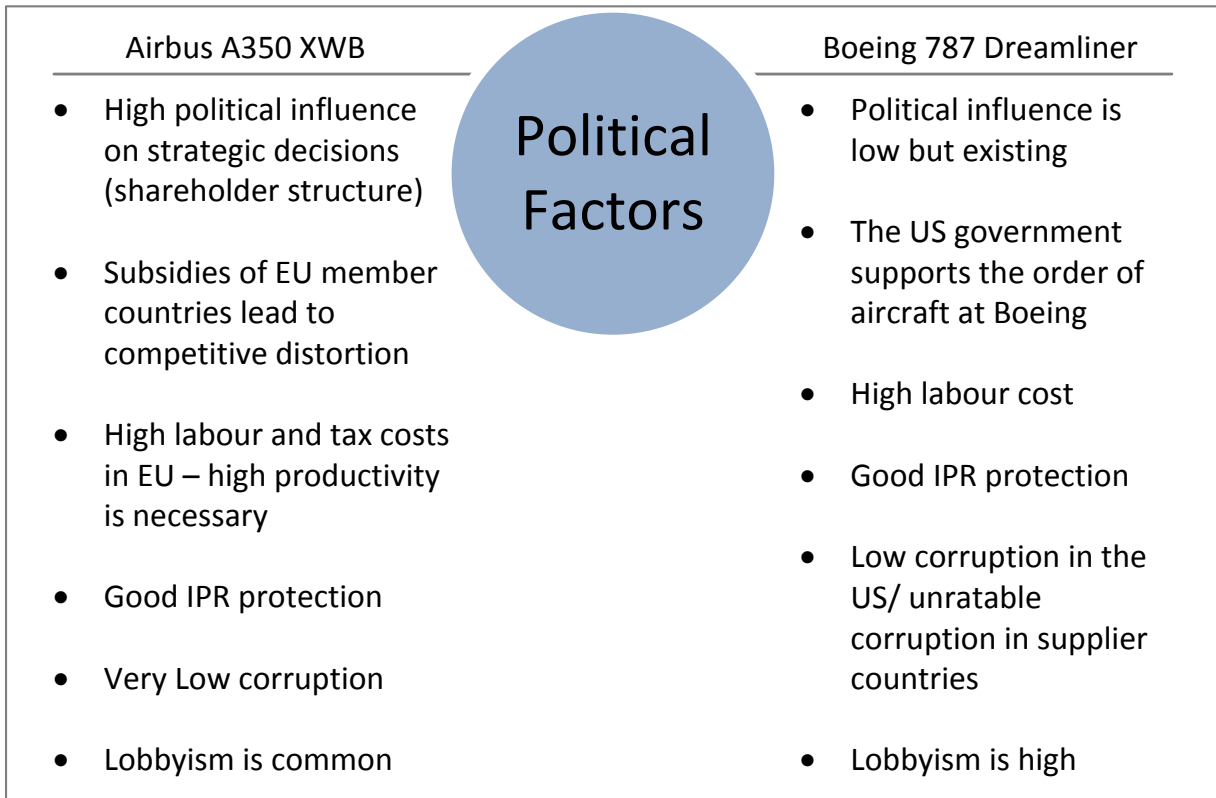 Airbus A350 XWB
• High political influence
on strategic decisions
(shareholder structure)
• Subsidies of EU member
countries lead to
competitive distortion
• High labour and tax costs
in EU – high productivity
is necessary
• Good IPR protection
• Very Low corruption
• Lobbyism is common
Political
Factors
Boeing 787 Dreamliner
• Political influence is
low but existing
• The US government
supports the order of
aircraft at Boeing
• High labour cost
• Good IPR protection
• Low corruption in the
US/ unratable
corruption in supplier
countries
• Lobbyism is high